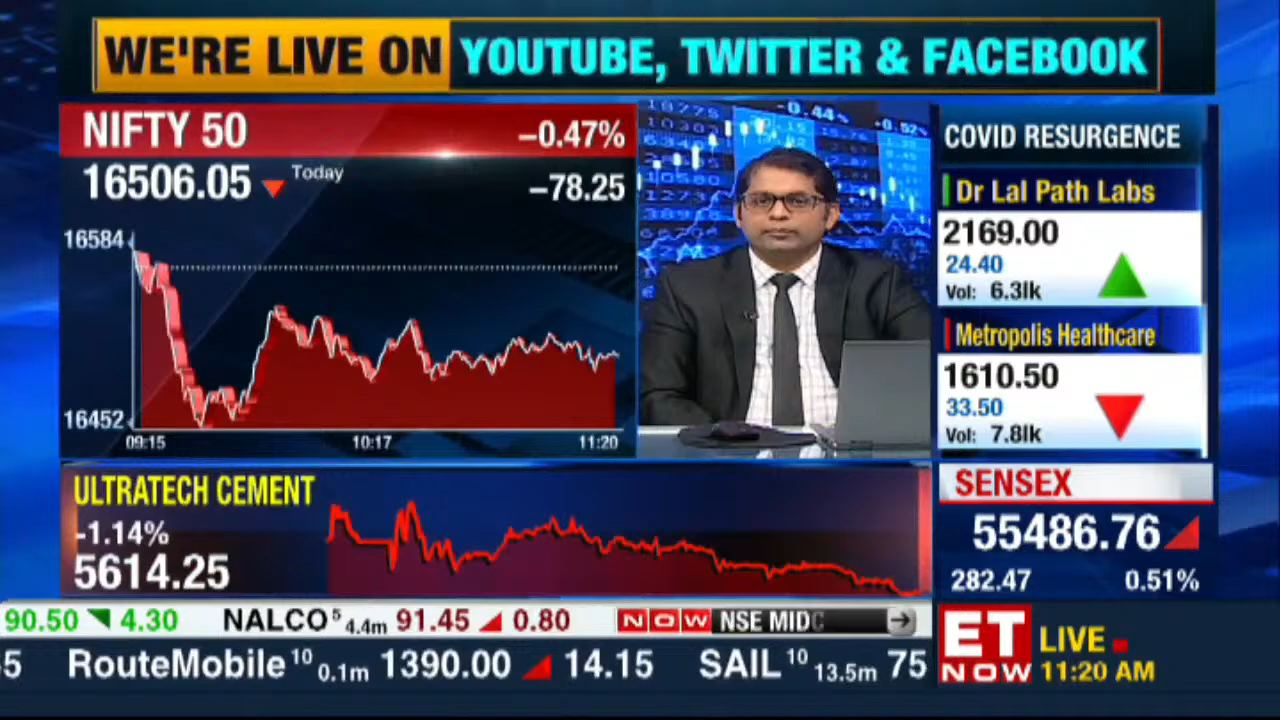 WE'RE LIVE ON YOUTUBE, TWITTER & FACEBOOK
NIFTY 50 -0.47%
16506.05 Today -78.25
16584
16452
09:15 10:17 11:20
COVID RESURGENCE
Dr Lal Path Labs
2169.00
24.40
Vol: 6.3lk
Metropolis Healthcare
1610.50
33.50
Vol: 7.8lk
ULTRATECH CEMENT
-1.14%
5614.25
SENSEX
55486.76
282.47 0.51%
90.50 4.30 NALCO 5 4.4m 91.45 0.80 NOW NSE MIDC
5 RouteMobile 10 0.1m 1390.00 14.15 SAIL 10 13.5m 75
ET NOW
LIVE
11:20 AM